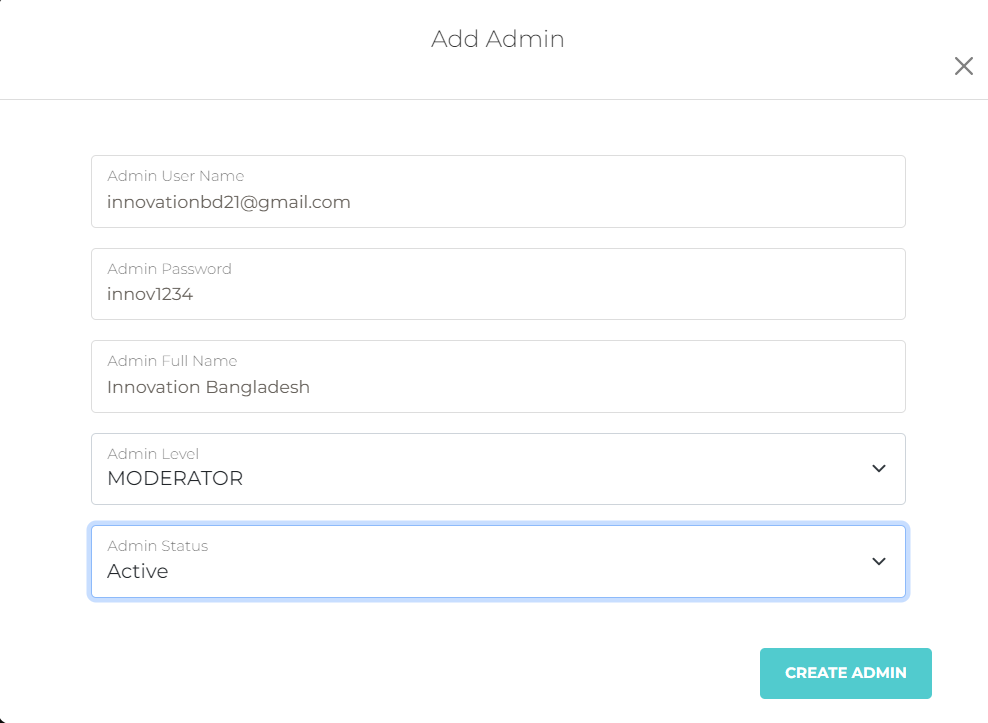 Add Admin
Admin User Name
innovationbd21@gmail.com
Admin Password
innov1234
Admin Full Name
Innovation Bangladesh
Admin Level
MODERATOR
Admin Status
Active
CREATE ADMIN